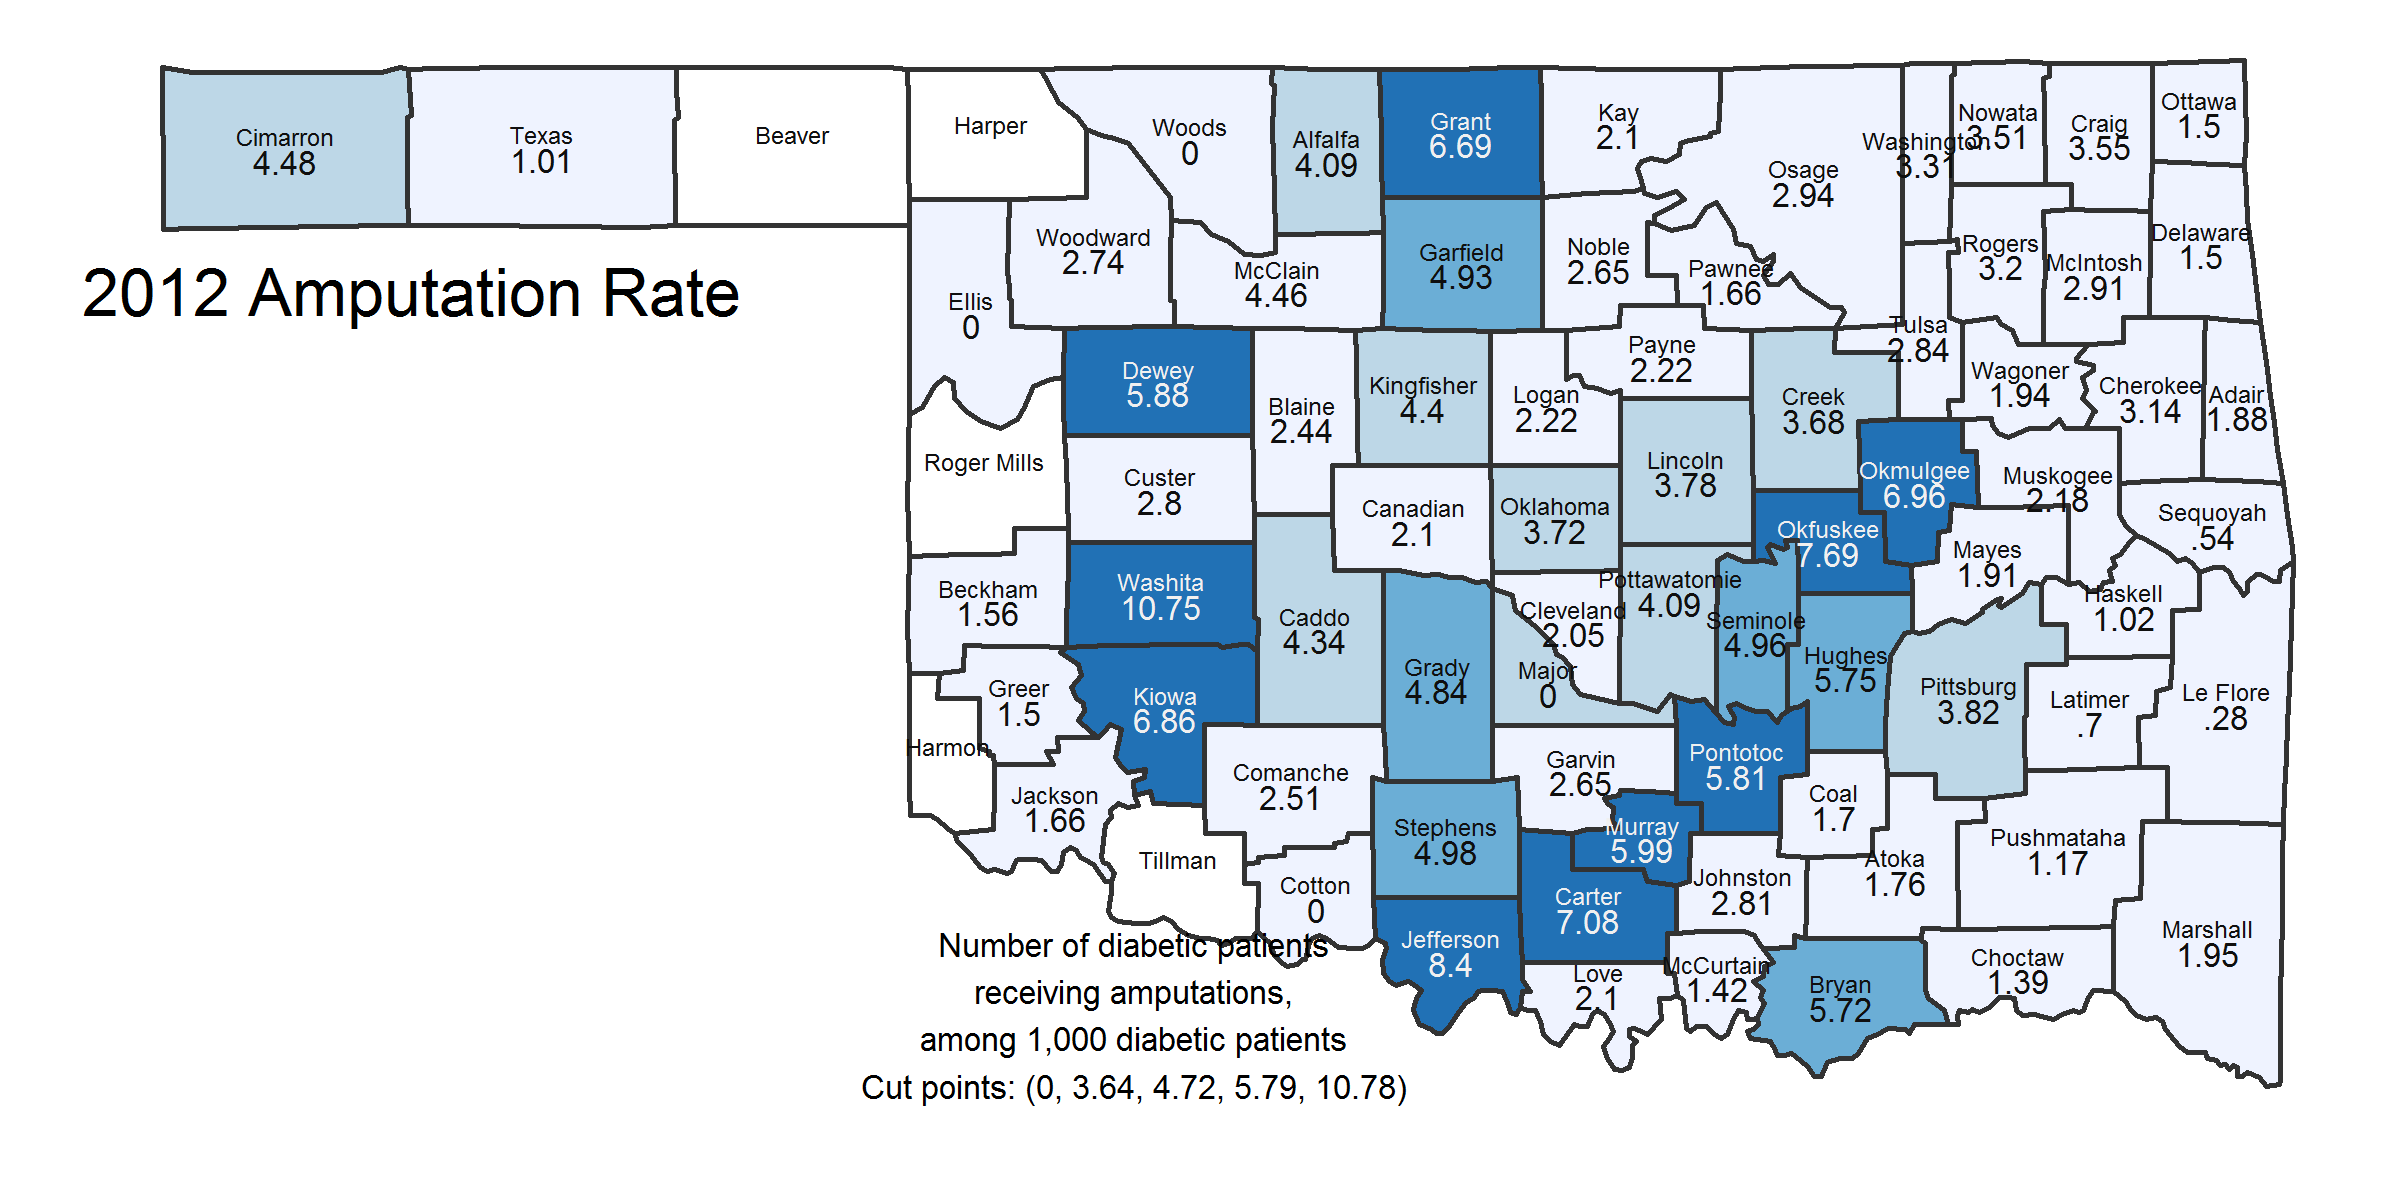 Cimarron
4.48
Texas
1.01
Beaver
Harper
Woods
0
Alfalfa
4.09
Grant
6.69
Kay
2.1
Osage
2.94
Washington
3.31
Nowata
3.51
Craig
3.55
Ottawa
1.5
2012 Amputation Rate
Ellis
0
Woodward
2.74
McClain
4.46
Garfield
4.93
Noble
2.65
Pawnee
1.66
Rogers
3.2
McIntosh
2.91
Delaware
1.5
Tulsa
2.84
Dewey
5.88
Blaine
2.44
Kingfisher
4.4
Logan
2.22
Payne
2.22
Creek
3.68
Wagoner
1.94
Cherokee
3.14
Adair
1.88
Roger Mills
Custer
2.8
Canadian
2.1
Oklahoma
3.72
Lincoln
3.78
Okmulgee
6.96
Muskogee
2.18
Sequoyah
.54
Okfuskee
7.69
Mayes
1.91
Beckham
1.56
Washita
10.75
Caddo
4.34
Grady
4.84
Cleveland
2.05
Pottawatomie
4.09
Seminole
4.96
Hughes
5.75
Haskell
1.02
Greer
1.5
Kiowa
6.86
Major
0
Pittsburg
3.82
Latimer
.7
Le Flore
.28
Harmon
Jackson
1.66
Comanche
2.51
Garvin
2.65
Pontotoc
5.81
Coal
1.7
Tillman
Cotton
0
Stephens
4.98
Murray
5.99
Johnston
2.81
Atoka
1.76
Pushmataha
1.17
Jefferson
8.4
Carter
7.08
Love
2.1
McCurtain
1.42
Bryan
5.72
Choctaw
1.39
Marshall
1.95
Number of diabetic patients
receiving amputations,
among 1,000 diabetic patients
Cut points: (0, 3.64, 4.72, 5.79, 10.78)